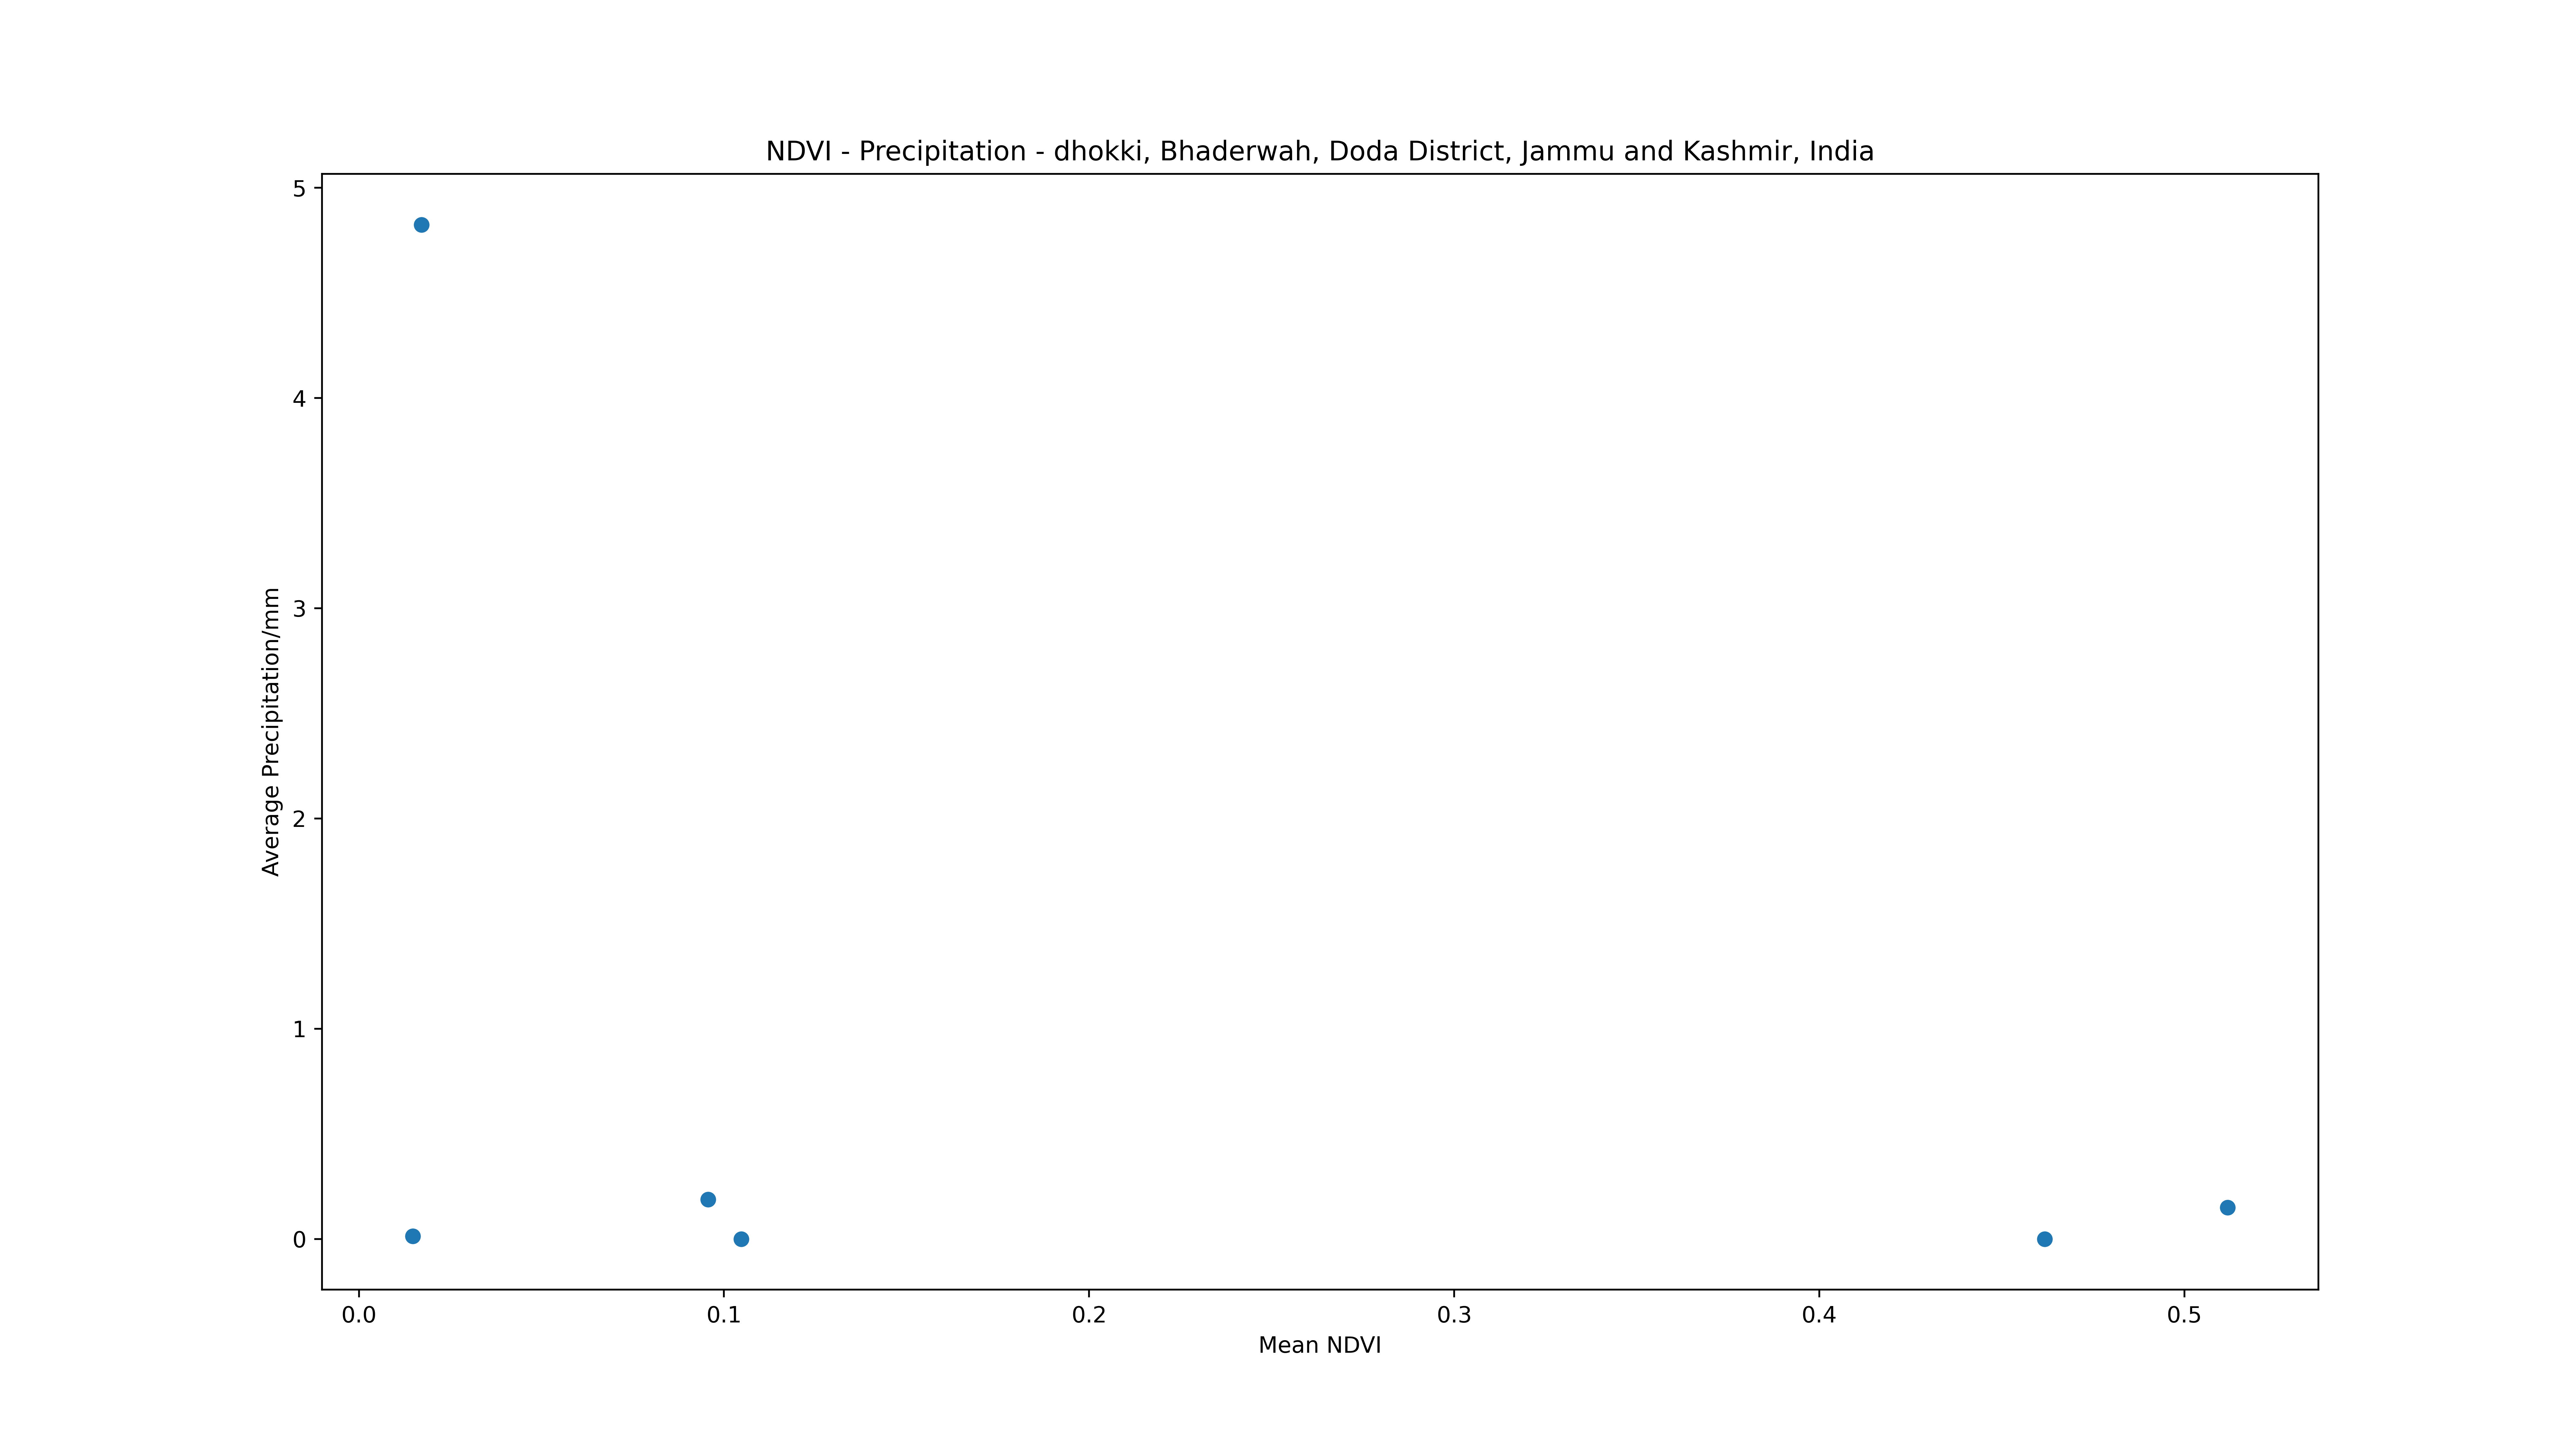 NDVI - Precipitation - dhokki, Bhaderwah, Doda District, Jammu and Kashmir, India
5
4
3
2
1
0
Average Precipitation/mm
0.0 0.1 0.2 0.3 0.4 0.5
Mean NDVI